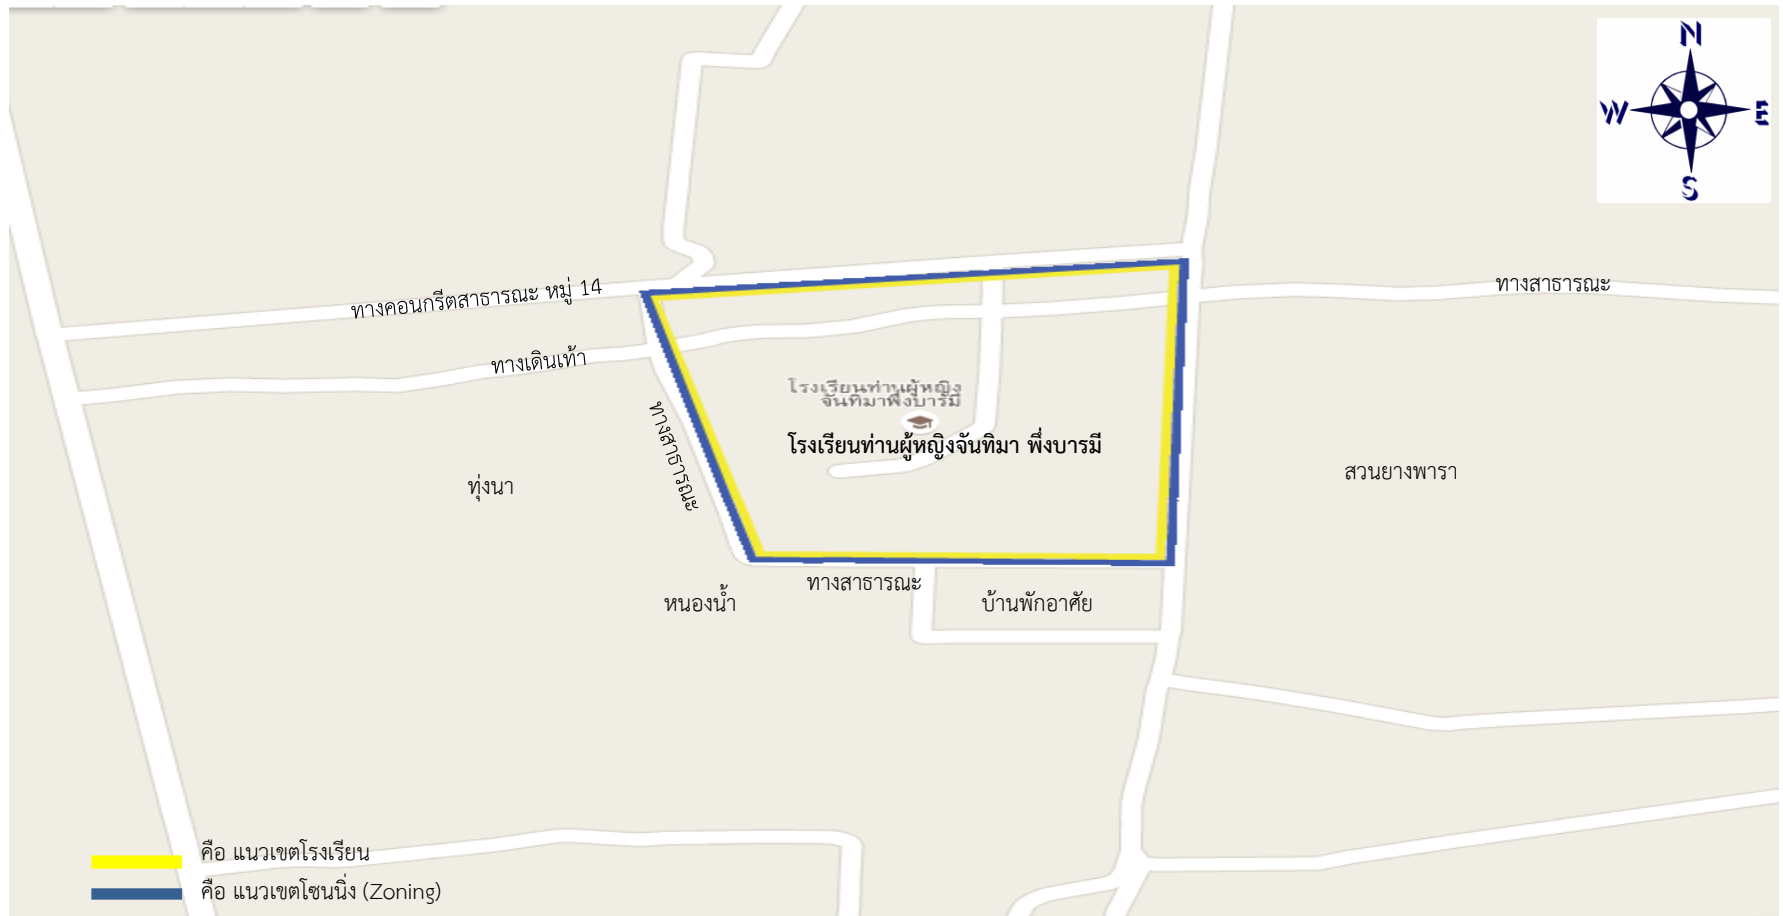 N
W
E
S
ทางคอนกรีตสาธารณะ หมู่ 14
ทางสาธารณะ
ทางเดินเท้า
โรงเรียนท่านผู้หญิง
จันทิมาพึ่งบารมี
ทางสาธารณะ
โรงเรียนท่านผู้หญิงจันทิมา พึ่งบารมี
ทุ่งนา
สวนยางพารา
ทางสาธารณะ
หนองน้ำ
บ้านพักอาศัย
คือ แนวเขตโรงเรียน
คือ แนวเขตโซนนิ่ง (Zoning)